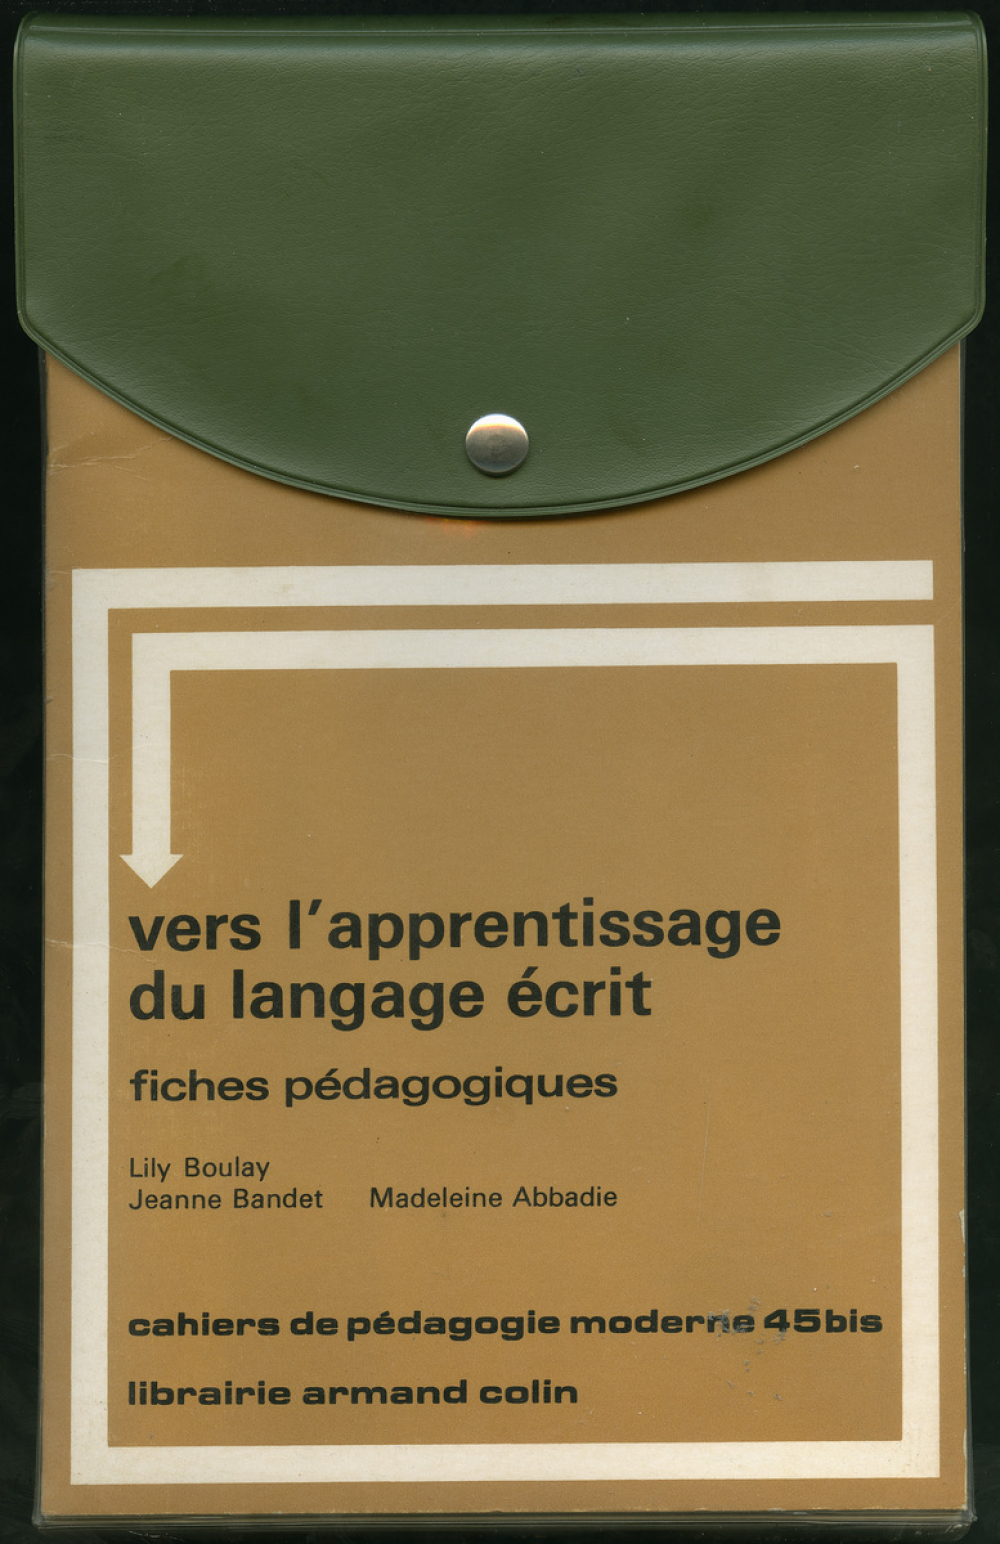 vers l'apprentissage
du langage écrit
fiches pédagogiques
Lily Boulay
Jeanne Bandet Madeleine Abbadie
cahiers de pédagogie moderne 45bis
librairie armand colin